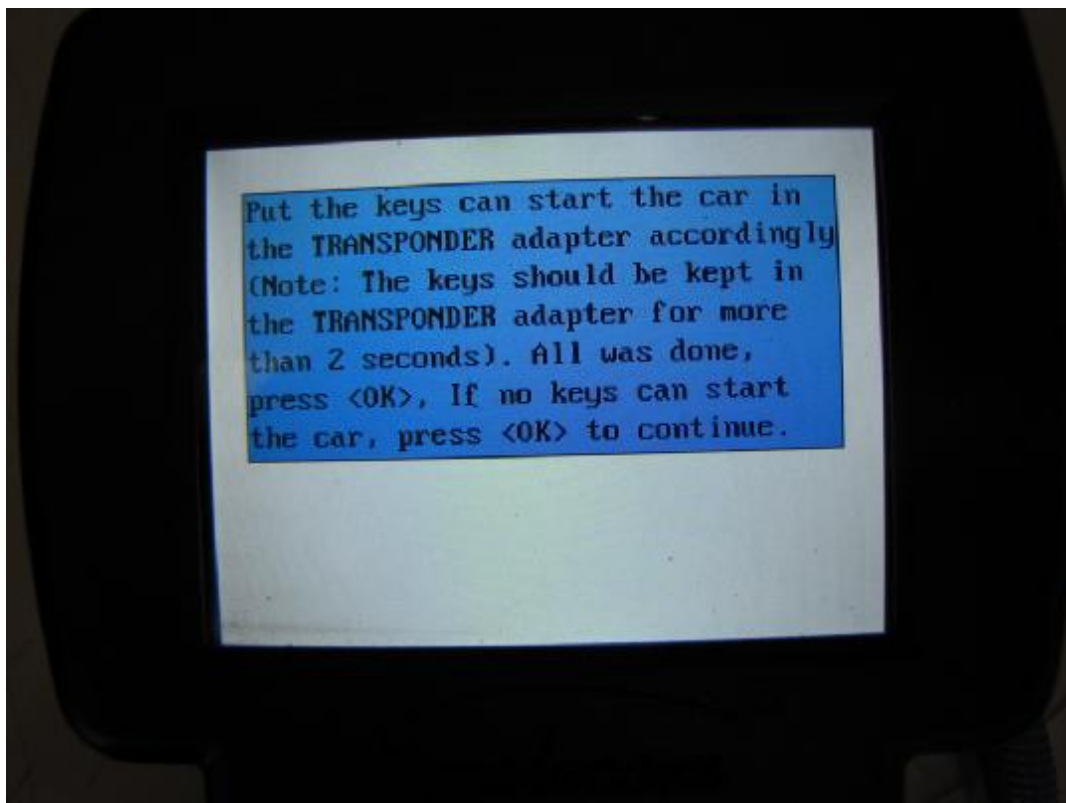 Put the keys can start the car in
the TRANSPONDER adapter accordingly
(Note: The keys should be kept in
the TRANSPONDER adapter for more
than 2 seconds). All was done,
press <OK>, If no keys can start
the car, press <OK> to continue.